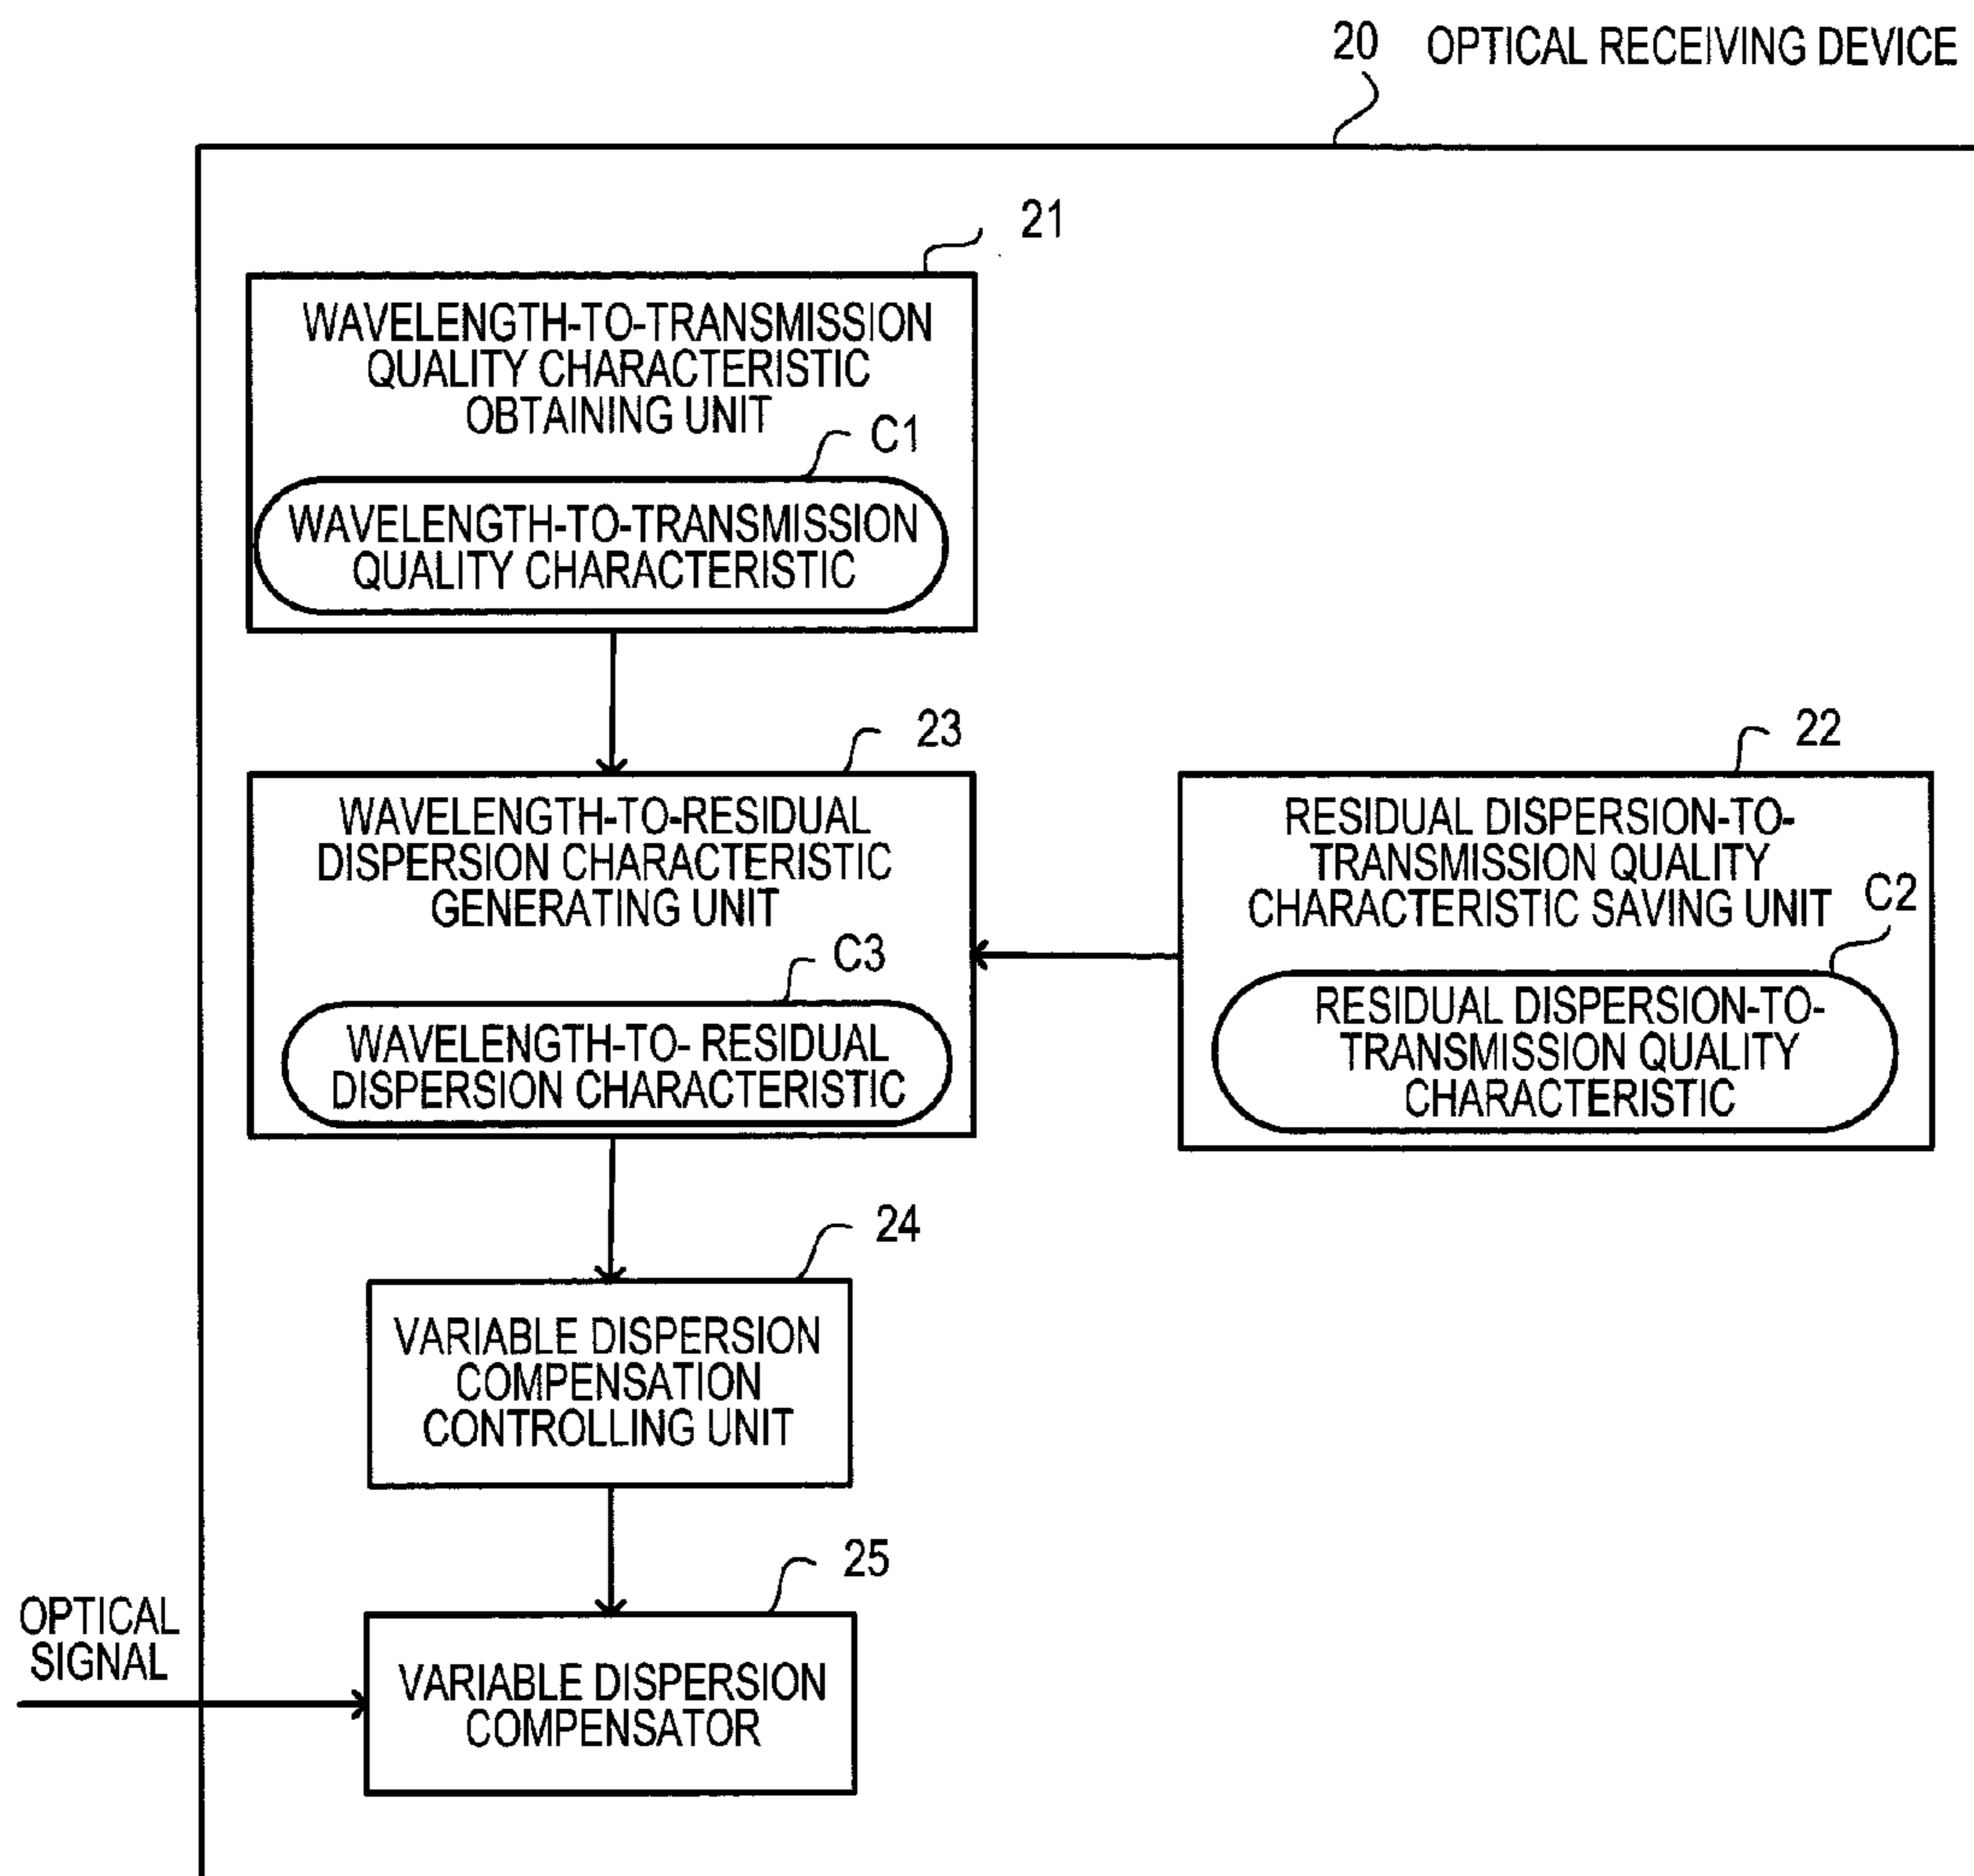 20 OPTICAL RECEIVING DEVICE
21
WAVELENGTH-TO-TRANSMISSION
QUALITY CHARACTERISTIC
OBTAINING UNIT
C1
WAVELENGTH-TO-TRANSMISSION
QUALITY CHARACTERISTIC
23
WAVELENGTH-TO-RESIDUAL
DISPERSION CHARACTERISTIC
GENERATING UNIT
C3
WAVELENGTH-TO- RESIDUAL
DISPERSION CHARACTERISTIC
22
RESIDUAL DISPERSION-TO-
TRANSMISSION QUALITY
CHARACTERISTIC SAVING UNIT
C2
RESIDUAL DISPERSION-TO-
TRANSMISSION QUALITY
CHARACTERISTIC
24
VARIABLE DISPERSION
COMPENSATION
CONTROLLING UNIT
25
OPTICAL
SIGNAL
VARIABLE DISPERSION
COMPENSATOR